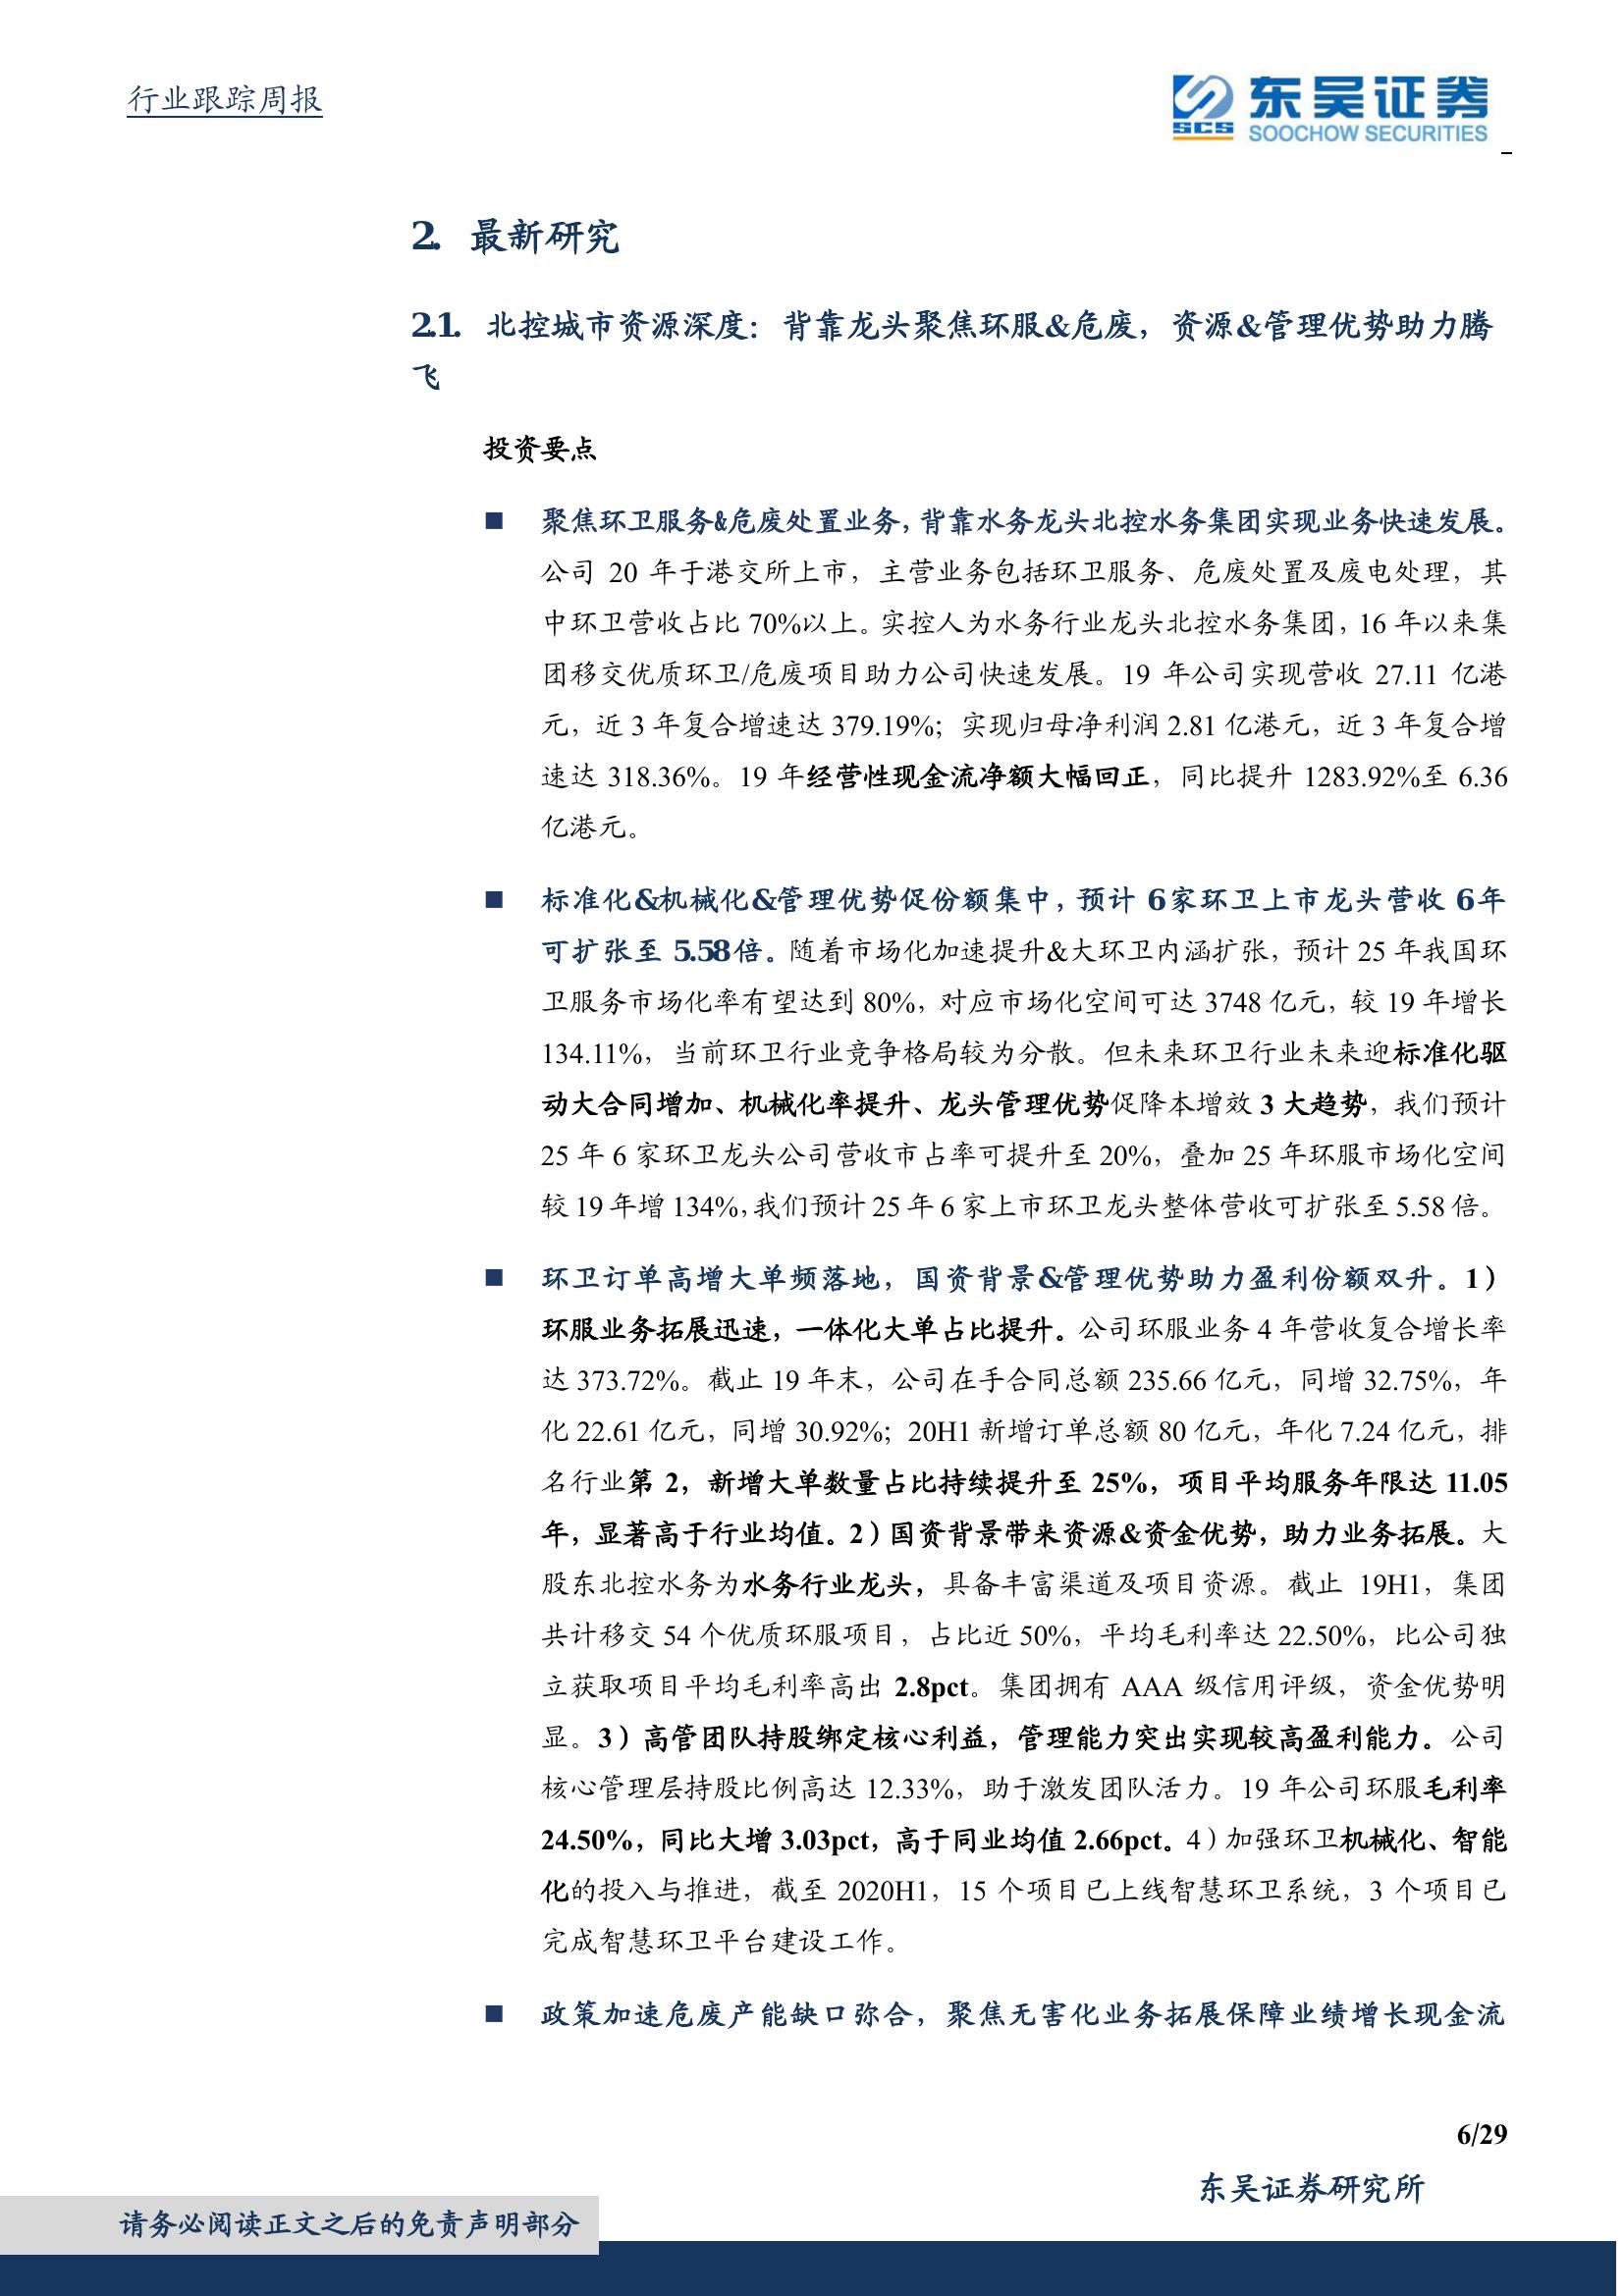 行业跟踪周报
SCS
东吴证券
SOOCHOW SECURITIES
2. 最新研究
2.1. 北控城市资源深度：背靠龙头聚焦环服&危废，资源&管理优势助力腾
飞
投资要点
■ 聚焦环卫服务&危废处置业务，背靠水务龙头北控水务集团实现业务快速发展。
公司 20 年于港交所上市，主营业务包括环卫服务、危废处置及废电处理，其
中环卫营收占比 70%以上。实控人为水务行业龙头北控水务集团，16 年以来集
团移交优质环卫/危废项目助力公司快速发展。19 年公司实现营收 27.11 亿港
元，近 3 年复合增速达 379.19%；实现归母净利润 2.81 亿港元，近 3 年复合增
速达 318.36%。19 年经营性现金流净额大幅回正，同比提升 1283.92%至 6.36
亿港元。
■ 标准化&机械化&管理优势促份额集中，预计 6 家环卫上市龙头营收 6 年
可扩张至 5.58 倍。随着市场化加速提升&大环卫内涵扩张，预计 25 年我国环
卫服务市场化率有望达到 80%，对应市场化空间可达 3748 亿元，较 19 年增长
134.11%，当前环卫行业竞争格局较为分散。但未来环卫行业未来迎标准化驱
动大合同增加、机械化率提升、龙头管理优势促降本增效 3 大趋势，我们预计
25 年 6 家环卫龙头公司营收市占率可提升至 20%，叠加 25 年环服市场化空间
较 19 年增 134%，我们预计 25 年 6 家上市环卫龙头整体营收可扩张至 5.58 倍。
■ 环卫订单高增大单频落地，国资背景&管理优势助力盈利份额双升。1）
环服业务拓展迅速，一体化大单占比提升。公司环服业务 4 年营收复合增长率
达 373.72%。截止 19 年末，公司在手合同总额 235.66 亿元，同增 32.75%，年
化 22.61 亿元，同增 30.92%；20H1 新增订单总额 80 亿元，年化 7.24 亿元，排
名行业第 2，新增大单数量占比持续提升至 25%，项目平均服务年限达 11.05
年，显著高于行业均值。2）国资背景带来资源&资金优势，助力业务拓展。大
股东北控水务为水务行业龙头，具备丰富渠道及项目资源。截止 19H1，集团
共计移交 54 个优质环服项目，占比近 50%，平均毛利率达 22.50%，比公司独
立获取项目平均毛利率高出 2.8pct。集团拥有 AAA 级信用评级，资金优势明
显。3）高管团队持股绑定核心利益，管理能力突出实现较高盈利能力。公司
核心管理层持股比例高达 12.33%，助于激发团队活力。19 年公司环服毛利率
24.50%，同比大增 3.03pct，高于同业均值 2.66pct。4）加强环卫机械化、智能
化的投入与推进，截至 2020H1，15 个项目已上线智慧环卫系统，3 个项目已
完成智慧环卫平台建设工作。
■ 政策加速危废产能缺口弥合，聚焦无害化业务拓展保障业绩增长现金流
6/29
东吴证券研究所
请务必阅读正文之后的免责声明部分